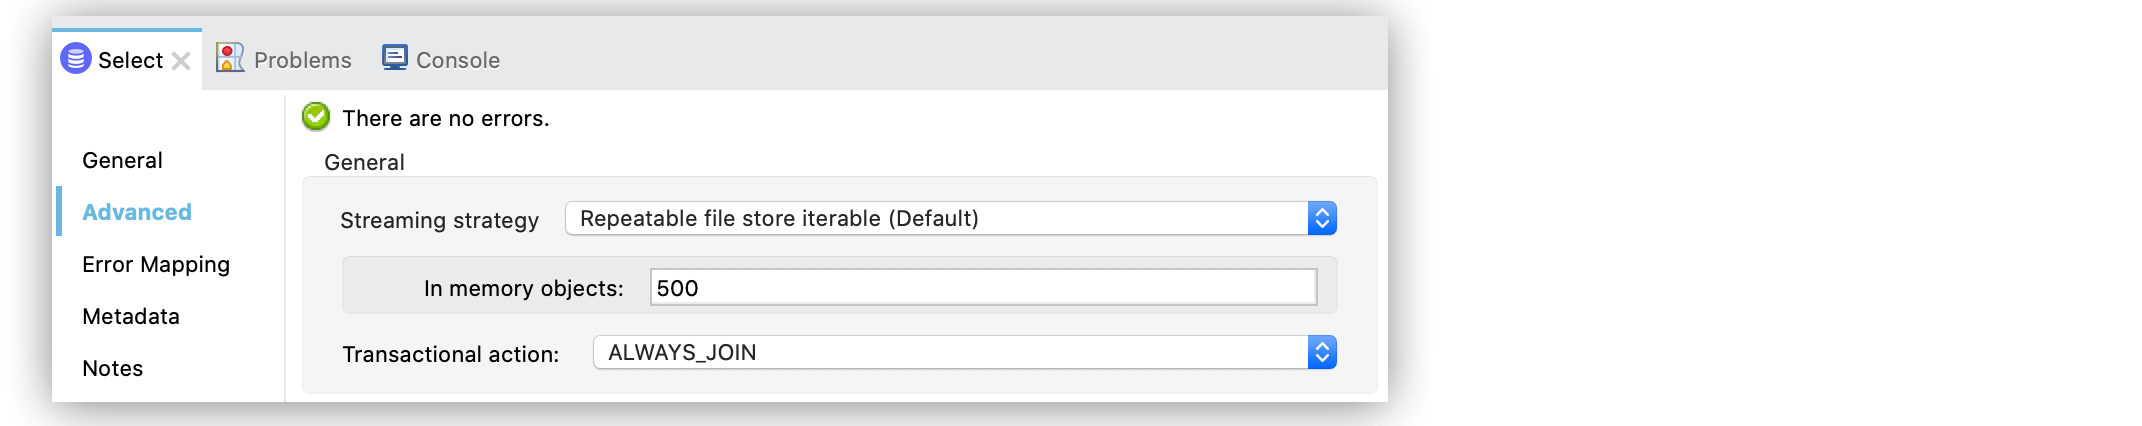 Select Problems Console
There are no errors.
General
General
Advanced
Streaming strategy Repeatable file store iterable (Default)
Error Mapping
In memory objects: 500
Metadata
Transactional action: ALWAYS_JOIN
Notes